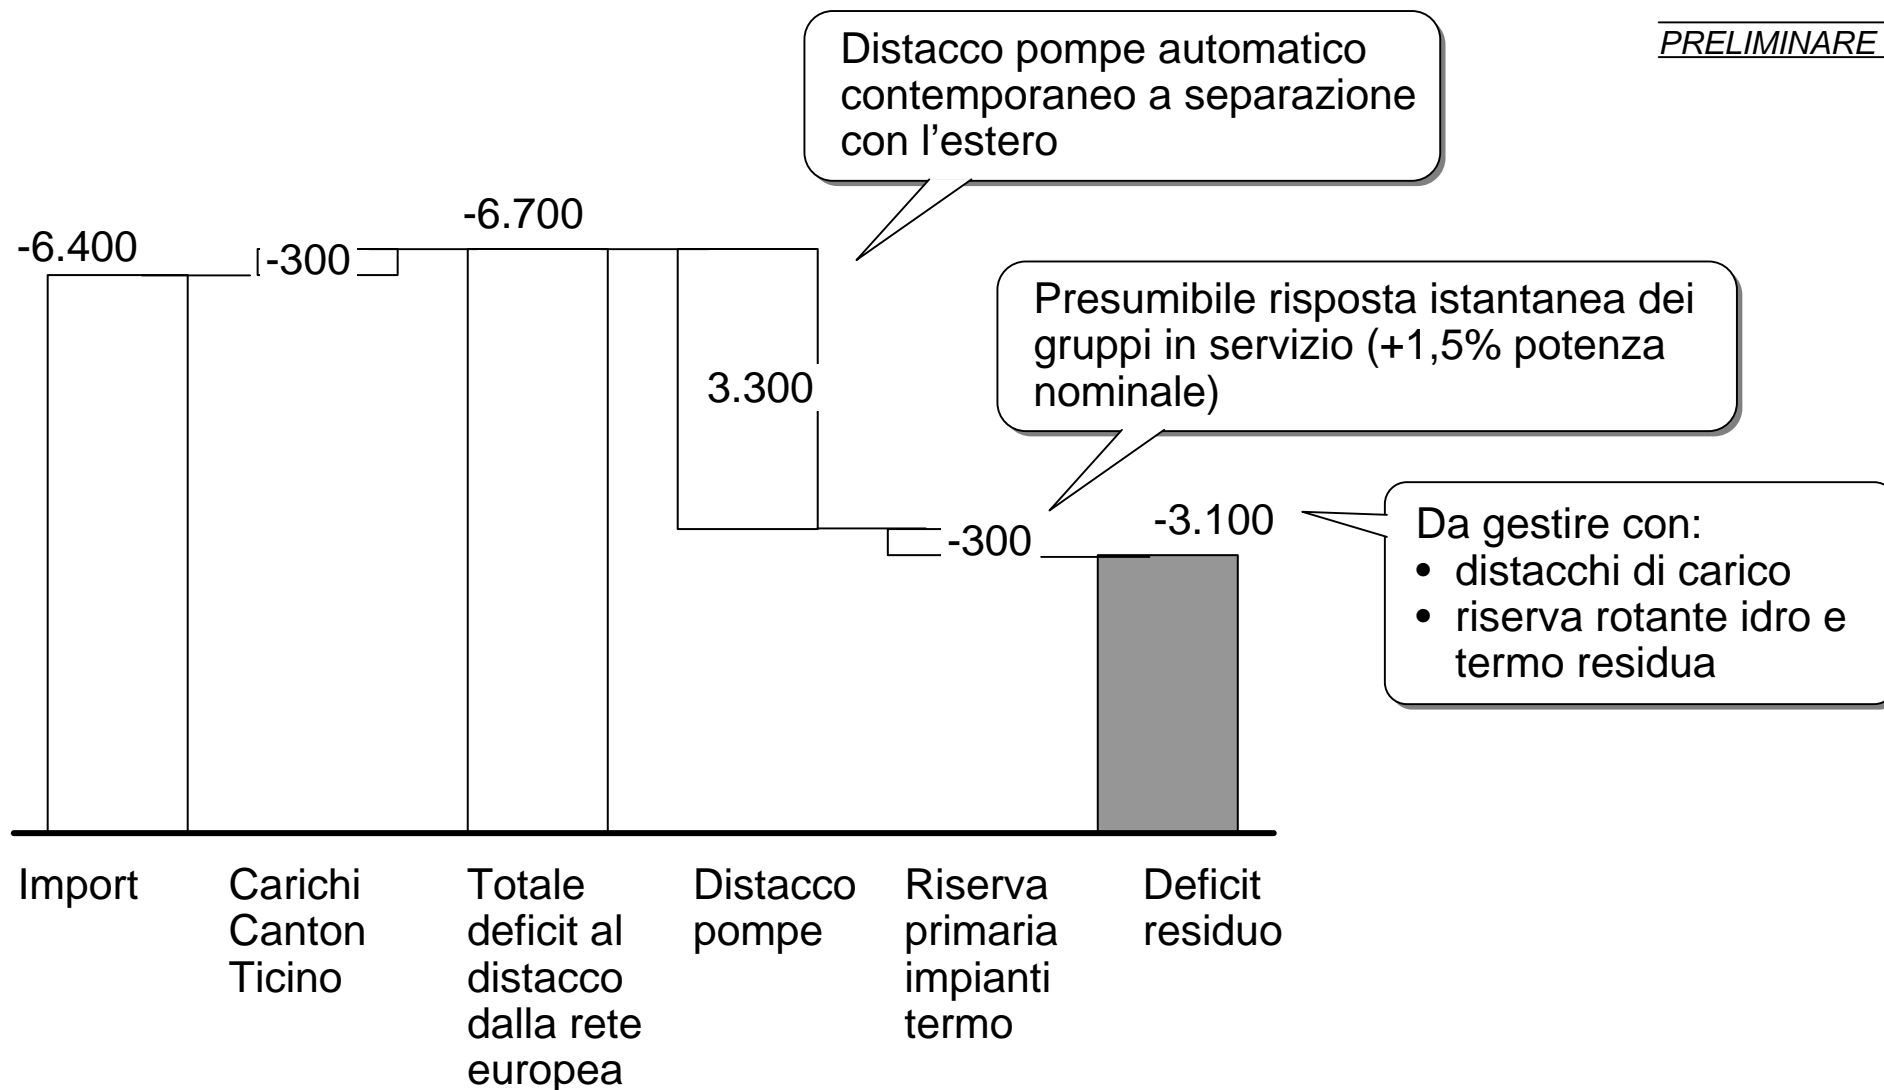 PRELIMINARE
Distacco pompe automatico
contemporaneo a separazione
con l’estero
-6.700
-6.400
-300
Presumibile risposta istantanea dei
gruppi in servizio (+1,5% potenza
nominale)
3.300
-300
-3.100
Da gestire con:
• distacchi di carico
• riserva rotante idro e
termo residua
Import
Carichi
Canton
Ticino
Totale
deficit al
distacco
dalla rete
europea
Distacco
pompe
Riserva
primaria
impianti
termo
Deficit
residuo